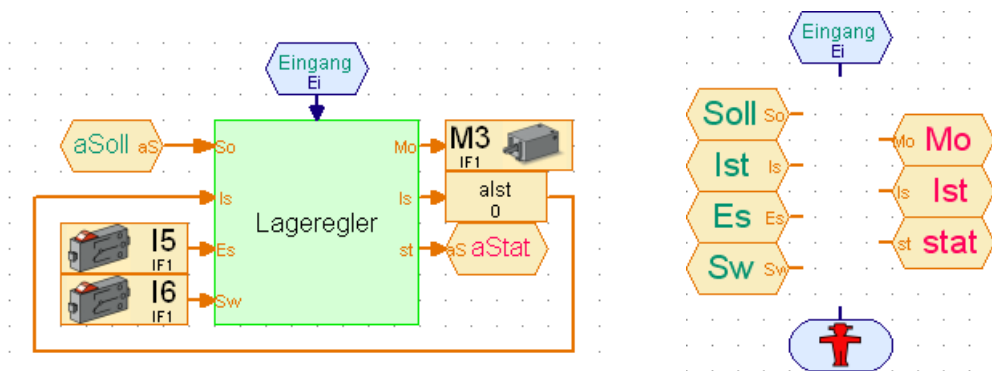 Eingang
Ei
aSoll aS
So
Mo
M3
IF1
Is
Is
aIst
0
Lageregler
I5
IF1
Es
st
aS aStat
I6
IF1
Sw
Eingang
Ei
Soll So
Mo Mo
Ist Is
Is Ist
Es Es
st stat
Sw Sw